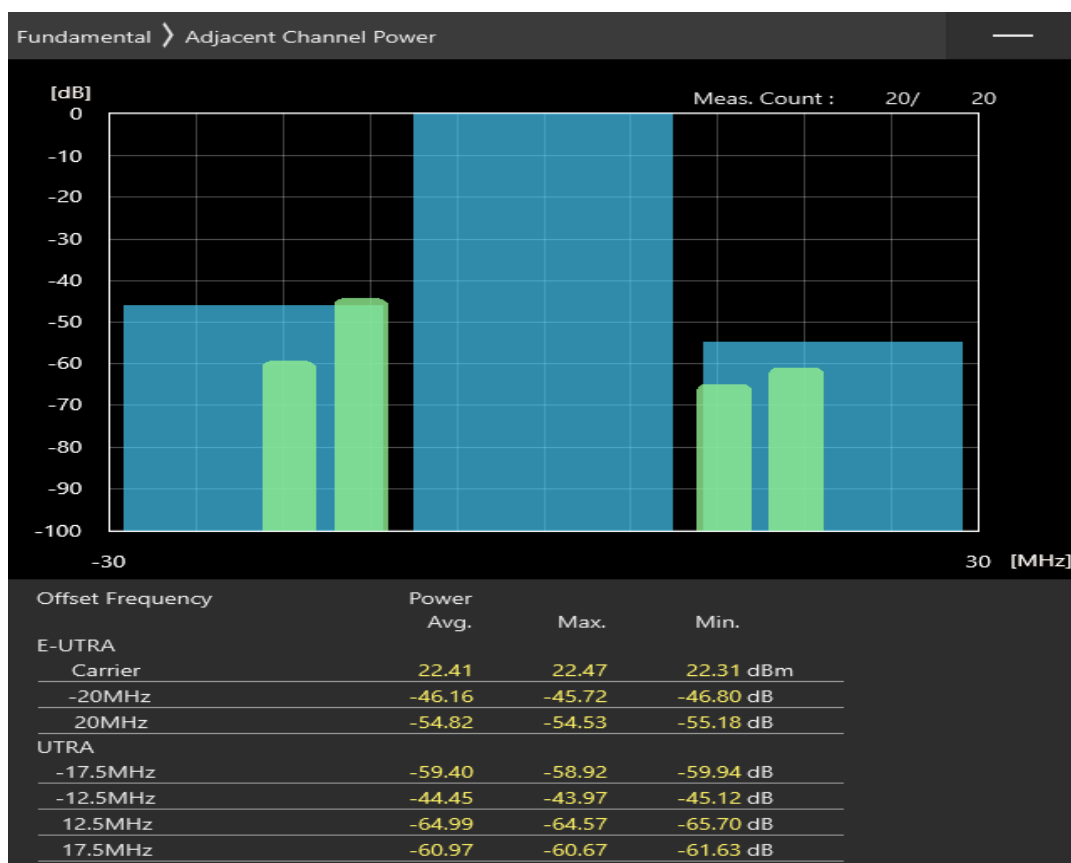 Fundamental 〉 Adjacent Channel Power
[dB]
Meas. Count : 20/ 20
0
-10
-20
-30
-40
-50
-60
-70
-80
-90
-100
-30 30 [MHz]
Offset Frequency Power
Avg. Max. Min.
E-UTRA
Carrier 22.41 22.47 22.31 dBm
-20MHz -46.16 -45.72 -46.80 dB
20MHz -54.82 -54.53 -55.18 dB
UTRA
-17.5MHz -59.40 -58.92 -59.94 dB
-12.5MHz -44.45 -43.97 -45.12 dB
12.5MHz -64.99 -64.57 -65.70 dB
17.5MHz -60.97 -60.67 -61.63 dB